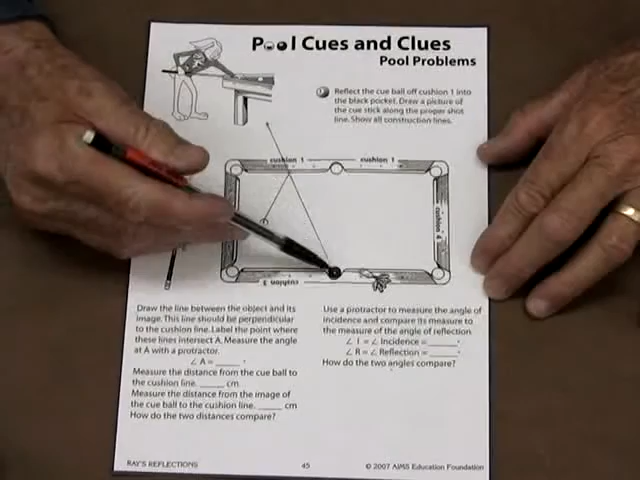 Pool Cues and Clues
Pool Problems
Reflect the cue ball off cushion 1 into
the black pocket. Draw a picture of
the cue stick along the proper shot
line. Show all construction lines.
cushion 1
cushion 1
cushion 4
cushion 3
Draw the line between the object and its
image. This line should be perpendicular
to the cushion line. Label the point where
these lines intersect A. Measure the angle
at A with a protractor.
∠ A = _____ °
Measure the distance from the cue ball to
the cushion line. _____ cm
Measure the distance from the image of
the cue ball to the cushion line. _____ cm
How do the two distances compare?
Use a protractor to measure the angle of
incidence and compare its measure to
the measure of the angle of reflection.
∠ I = ∠ Incidence = ______°
∠ R = ∠ Reflection = ______°
How do the two angles compare?
RAY'S REFLECTIONS
45
© 2007 AIMS Education Foundation